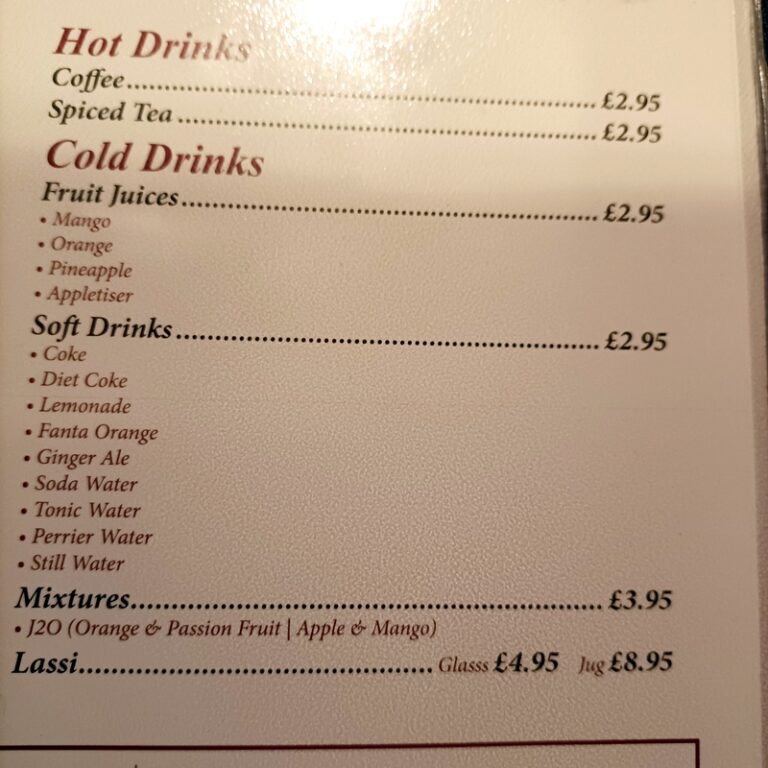 Hot Drinks
Coffee........................................................................ £2.95
Spiced Tea ................................................................ £2.95
Cold Drinks
Fruit Juices................................................................ £2.95
• Mango
• Orange
• Pineapple
• Appletiser
Soft Drinks................................................................ £2.95
• Coke
• Diet Coke
• Lemonade
• Fanta Orange
• Ginger Ale
• Soda Water
• Tonic Water
• Perrier Water
• Still Water
Mixtures.................................................................... £3.95
• J2O (Orange & Passion Fruit | Apple & Mango)
Lassi.................................................. Glasss £4.95 Jug £8.95